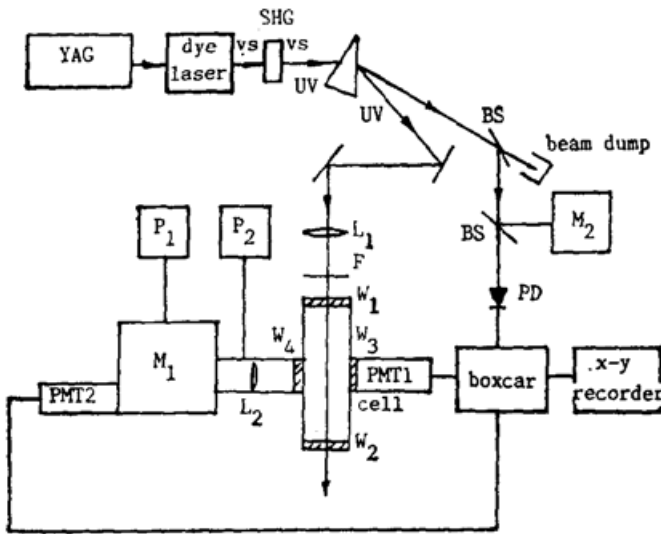 SHG
YAG
dye
laser
vs
vs
UV
UV
BS
beam dump
BS
M2
P1
P2
L1
F
PD
W1
W4
W3
M1
PMT1
boxcar
x-y
recorder
PMT2
L2
cell
W2